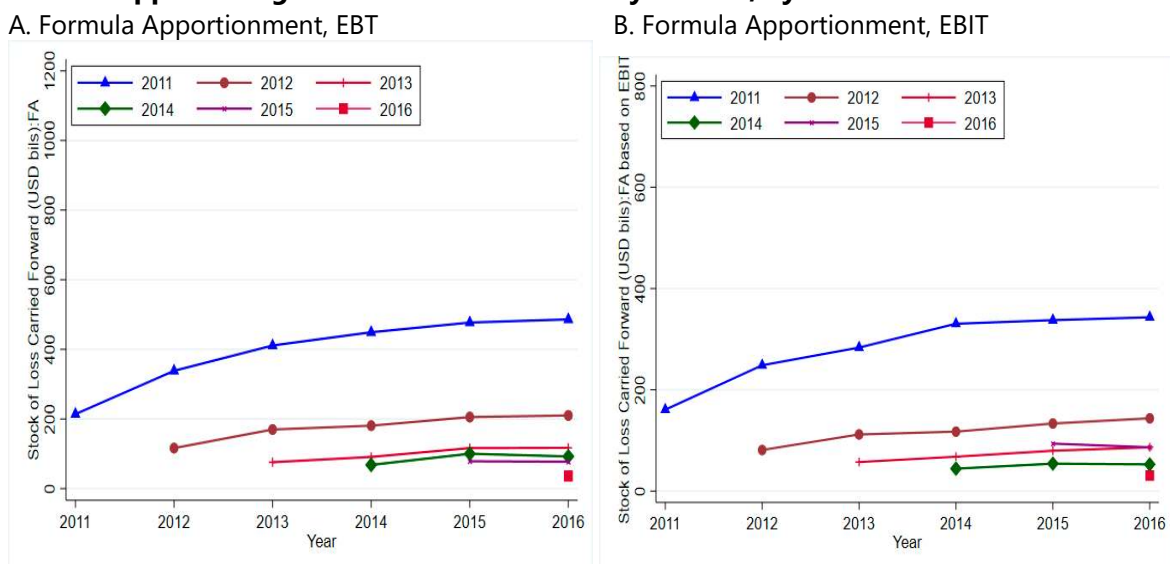 A. Formula Apportionment, EBT
B. Formula Apportionment, EBIT
Stock of Loss Carried Forward (USD bils):FA
1200
1000
800
600
400
200
0
2011 2012 2013
2014 2015 2016
2011 2012 2013 2014 2015 2016
Year
Stock of Loss Carried Forward (USD bils):FA based on EBIT
800
600
400
200
0
2011 2012 2013
2014 2015 2016
2011 2012 2013 2014 2015 2016
Year